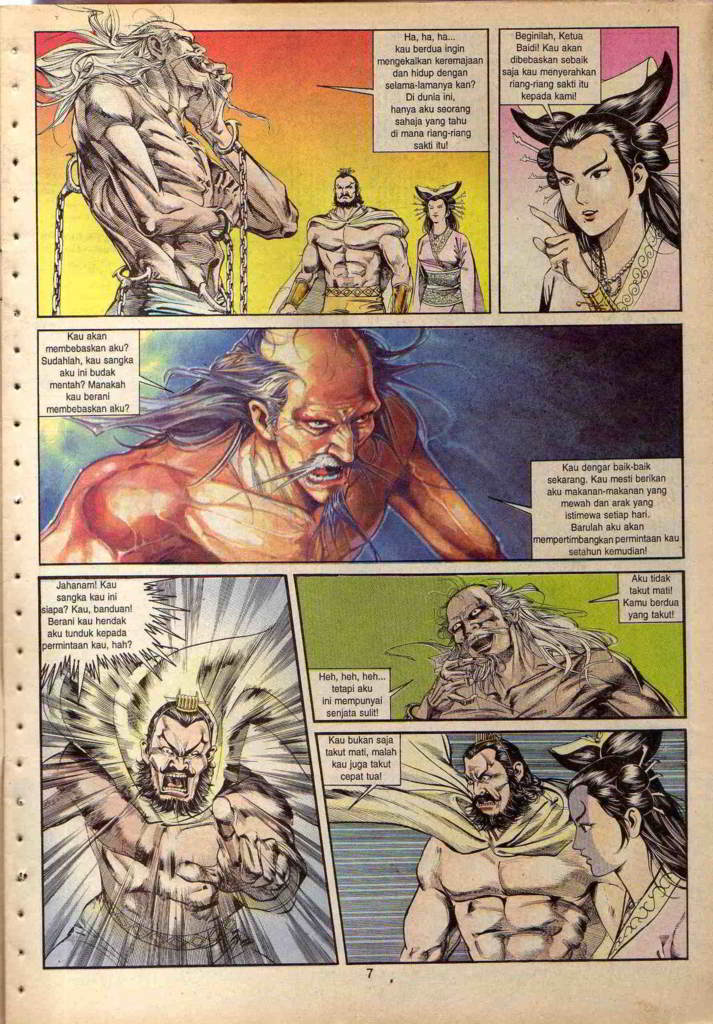 Ha, ha, ha...
kau berdua ingin
mengekalkan keremajaan
dan hidup dengan
selama-lamanya kan?
Di dunia ini,
hanya aku seorang
sahaja yang tahu
di mana riang-riang
sakti itu!
Beginilah, Ketua
Baidi! Kau akan
dibebaskan sebaik
saja kau menyerahkan
riang-riang sakti itu
kepada kami!
Kau akan
membebaskan aku?
Sudahlah, kau sangka
aku ini budak
mentah? Manakah
kau berani
membebaskan aku?
Kau dengar baik-baik
sekarang. Kau mesti berikan
aku makanan-makanan yang
mewah dan arak yang
istimewa setiap hari.
Barulah aku akan
mempertimbangkan permintaan kau
setahun kemudian!
Jahanam! Kau
sangka kau ini
siapa? Kau, banduan!
Berani kau hendak
aku tunduk kepada
permintaan kau, hah?
Aku tidak
takut mati!
Kamu berdua
yang takut!
Heh, heh, heh...
tetapi aku
ini mempunyai
senjata sulit!
Kau bukan saja
takut mati, malah
kau juga takut
cepat tua!
7